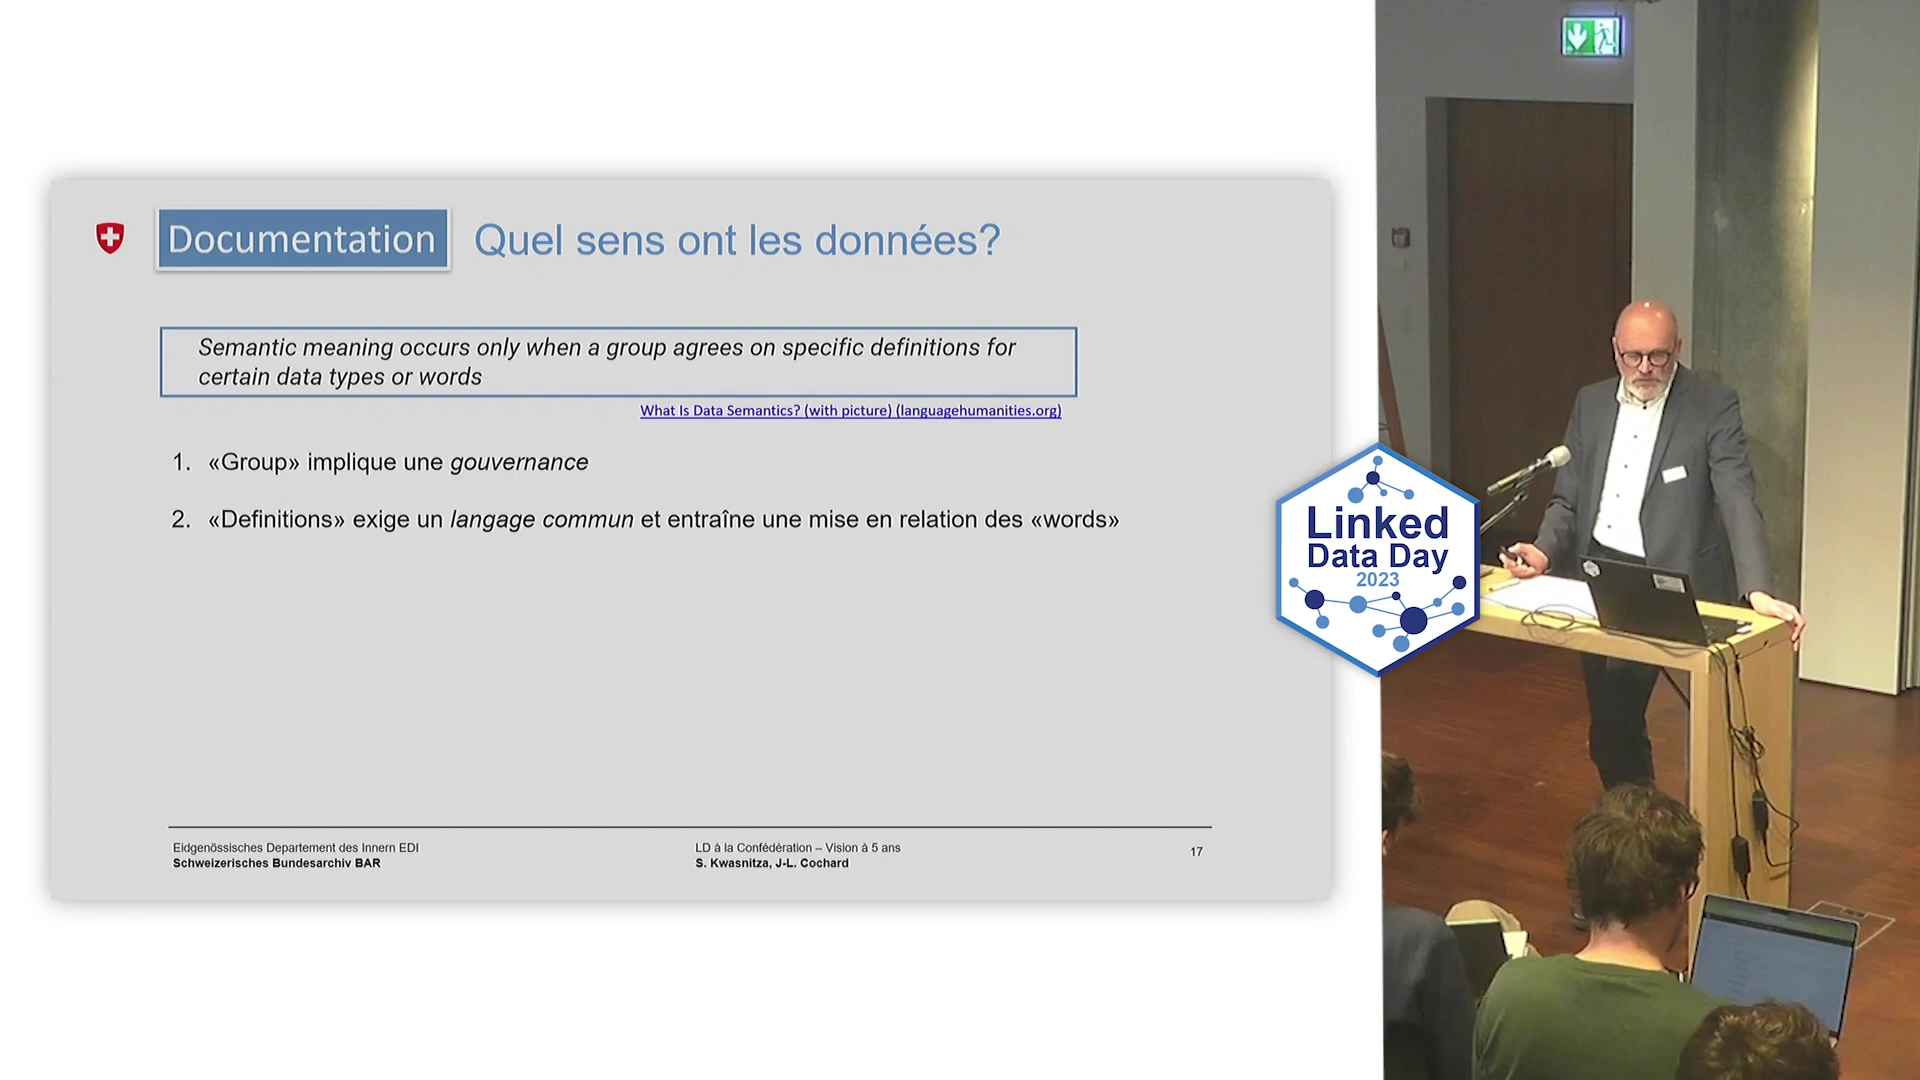 Documentation Quel sens ont les données?
Semantic meaning occurs only when a group agrees on specific definitions for
certain data types or words
What Is Data Semantics? (with picture) (languagehumanities.org)
1. «Group» implique une gouvernance
2. «Definitions» exige un langage commun et entraîne une mise en relation des «words»
Eidgenössisches Departement des Innern EDI
Schweizerisches Bundesarchiv BAR
LD à la Confédération – Vision à 5 ans
S. Kwasnitza, J-L. Cochard
17
Linked
Data Day
2023